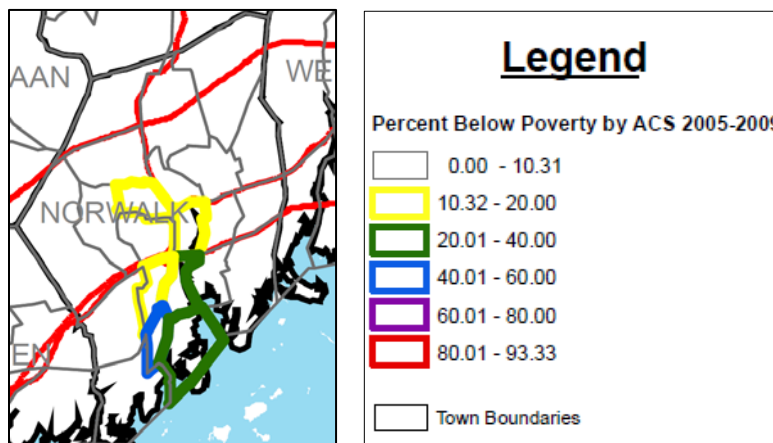 AAN
WE
NORWALK
EN
Legend
Percent Below Poverty by ACS 2005-2009
0.00 - 10.31
10.32 - 20.00
20.01 - 40.00
40.01 - 60.00
60.01 - 80.00
80.01 - 93.33
Town Boundaries